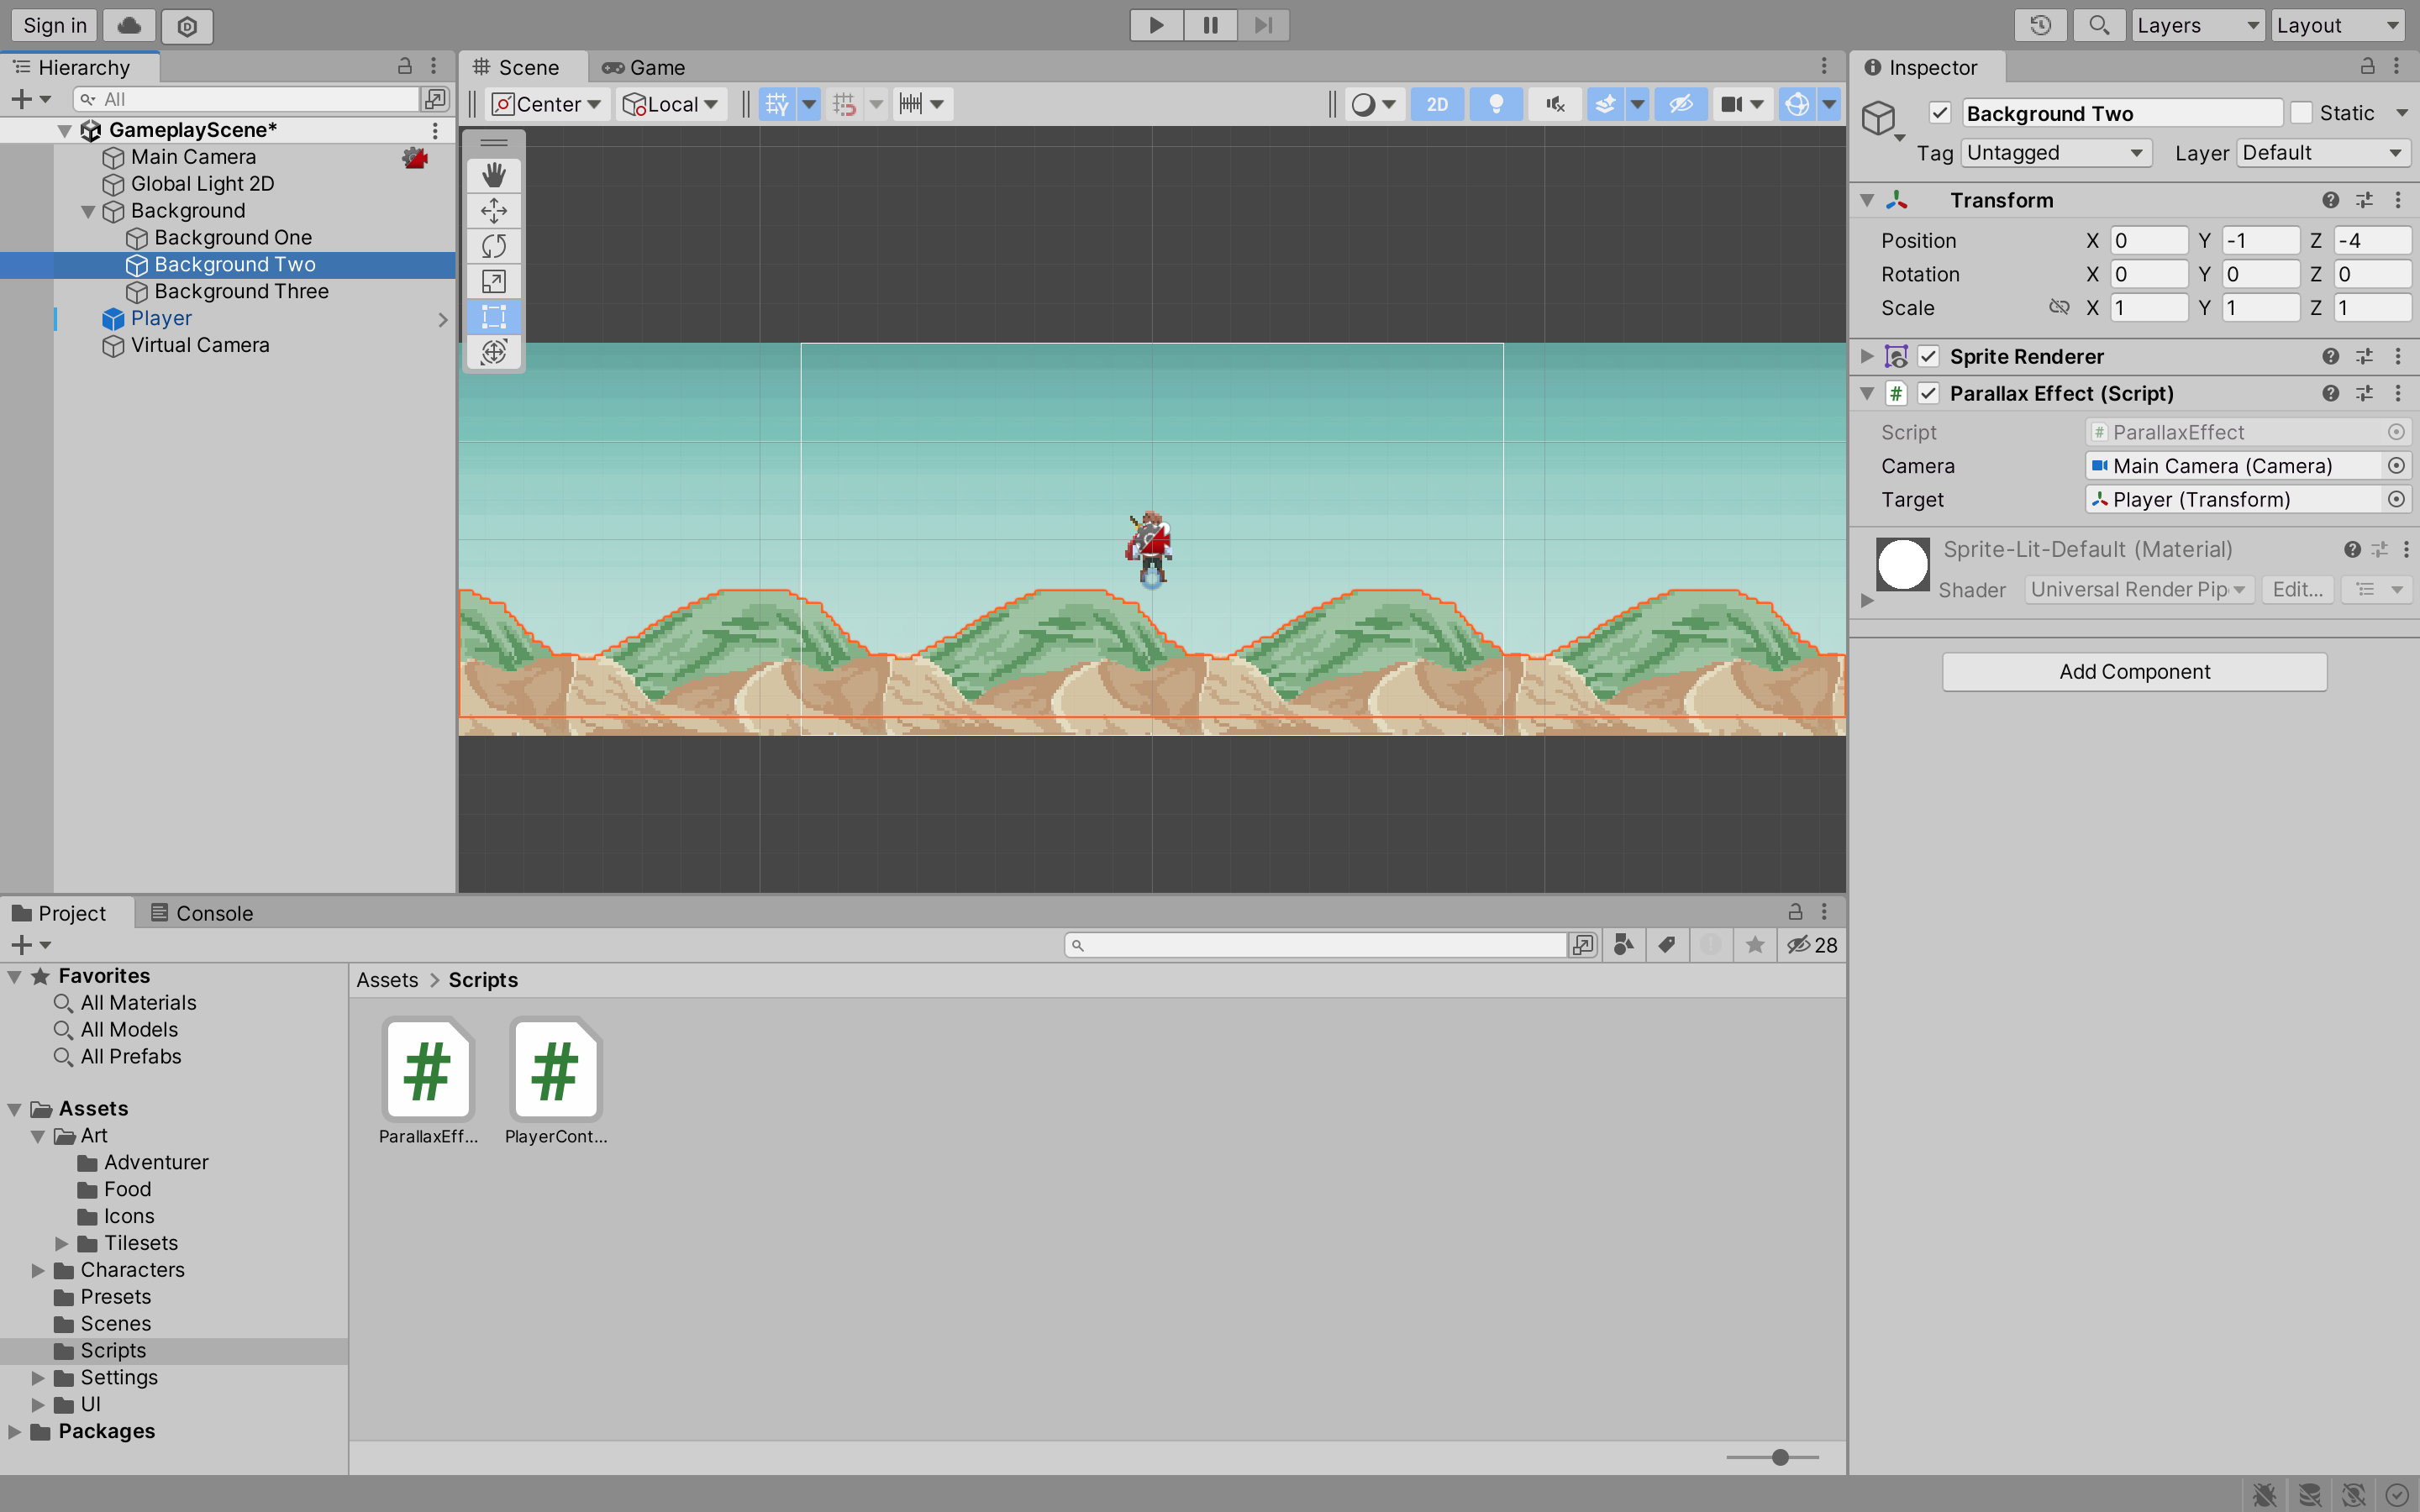 Sign in
Layers
Layout
Hierarchy
All
GameplayScene*
Main Camera
Global Light 2D
Background
Background One
Background Two
Background Three
Player
Virtual Camera
Scene
Game
Center
Local
2D
Inspector
Background Two
Static
Tag Untagged
Layer Default
Transform
Position X 0 Y -1 Z -4
Rotation X 0 Y 0 Z 0
Scale X 1 Y 1 Z 1
Sprite Renderer
# Parallax Effect (Script)
Script # ParallaxEffect
Camera Main Camera (Camera)
Target Player (Transform)
Sprite-Lit-Default (Material)
Shader Universal Render Pip Edit...
Add Component
Project
Console
28
Favorites
All Materials
All Models
All Prefabs
Assets
Art
Adventurer
Food
Icons
Tilesets
Characters
Presets
Scenes
Scripts
Settings
UI
Packages
Assets > Scripts
# #
ParallaxEff... PlayerCont...